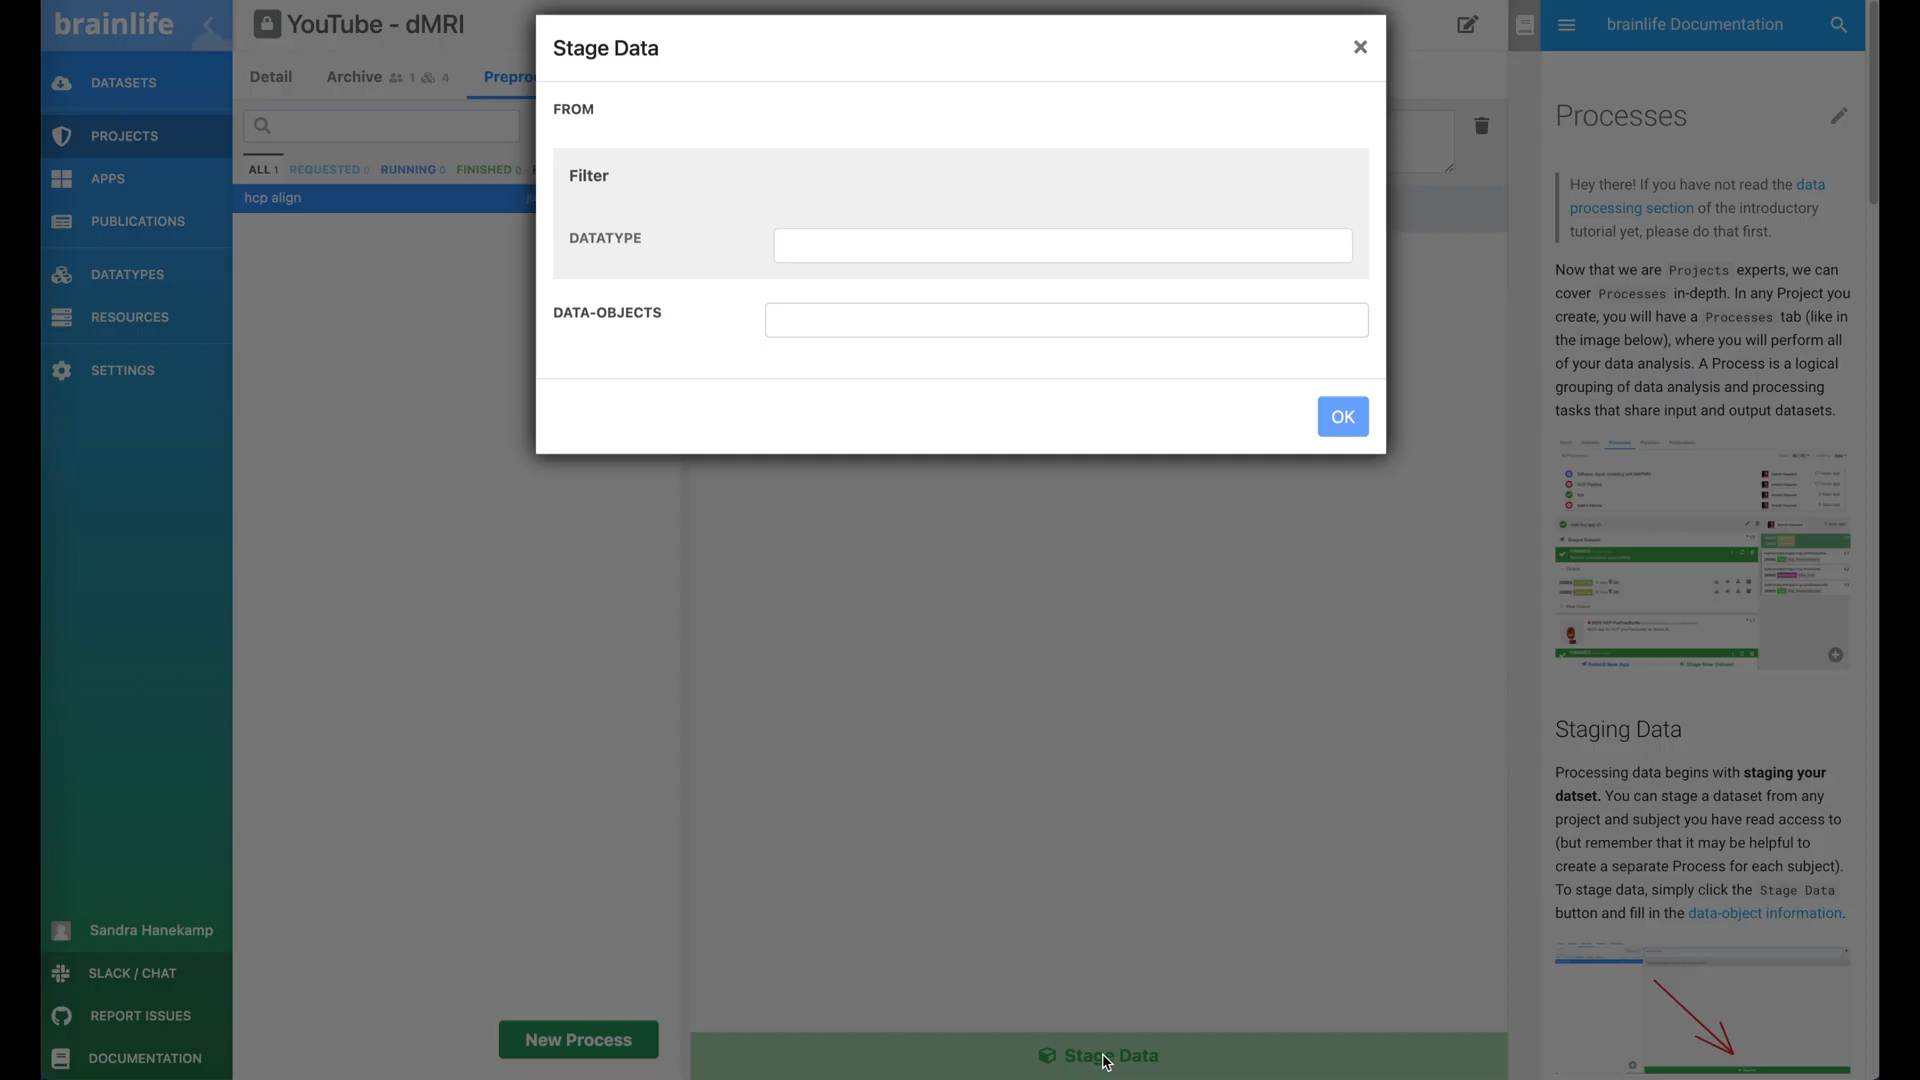 brainlife
DATASETS
PROJECTS
APPS
PUBLICATIONS
DATATYPES
RESOURCES
SETTINGS
Sandra Hanekamp
SLACK / CHAT
REPORT ISSUES
DOCUMENTATION
YouTube - dMRI
Detail
Archive 1 4
Prepro
ALL 1 REQUESTED 0 RUNNING 0 FINISHED 0
hcp align
New Process
Stage Data
FROM
Filter
DATATYPE
DATA-OBJECTS
OK
Stage Data
brainlife Documentation
Processes
Hey there! If you have not read the data
processing section of the introductory
tutorial yet, please do that first.
Now that we are Projects experts, we can
cover Processes in-depth. In any Project you
create, you will have a Processes tab (like in
the image below), where you will perform all
of your data analysis. A Process is a logical
grouping of data analysis and processing
tasks that share input and output datasets.
Staging Data
Processing data begins with staging your
datset. You can stage a dataset from any
project and subject you have read access to
(but remember that it may be helpful to
create a separate Process for each subject).
To stage data, simply click the Stage Data
button and fill in the data-object information.